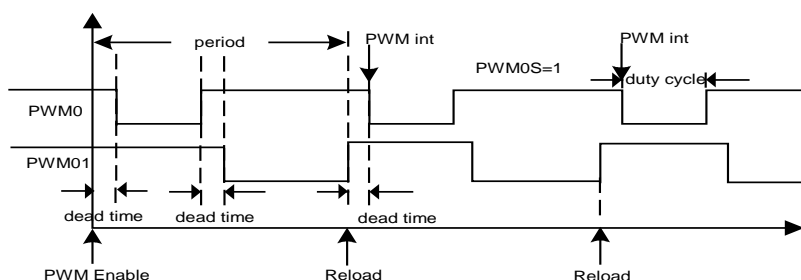 period
PWM int
PWM0S=1
PWM int
duty cycle
PWM0
PWM01
dead time
dead time
dead time
PWM Enable
Reload
Reload